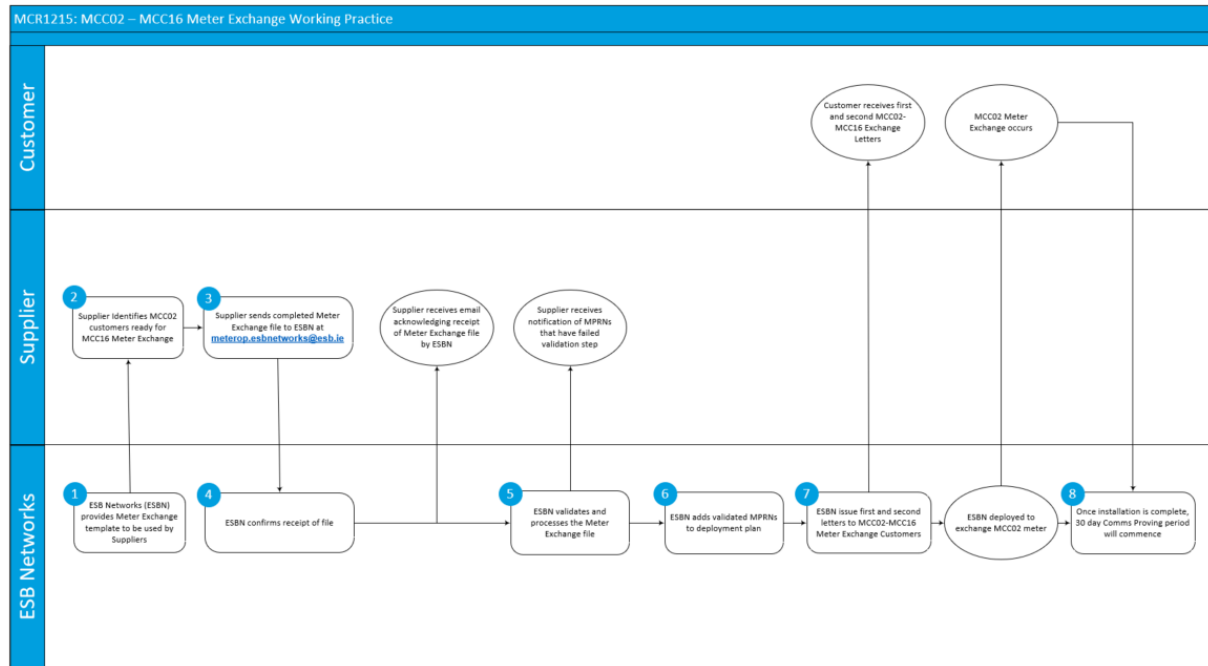 MCR1215: MCC02 – MCC16 Meter Exchange Working Practice
Customer
Customer receives first
and second MCC02-
MCC16 Exchange
Letters
MCC02 Meter
Exchange occurs
Supplier
2
Supplier Identifies MCC02
customers ready for
MCC16 Meter Exchange
3
Supplier sends completed Meter
Exchange file to ESBN at
meterop.esbnetworks@esb.ie
Supplier receives email
acknowledging receipt
of Meter Exchange file
by ESBN
Supplier receives
notification of MPRNs
that have failed
validation step
ESB Networks
1
ESB Networks (ESBN)
provides Meter Exchange
template to be used by
Suppliers
4
ESBN confirms receipt of file
5
ESBN validates and
processes the Meter
Exchange file
6
ESBN adds validated MPRNs
to deployment plan
7
ESBN issue first and second
letters to MCC02-MCC16
Meter Exchange Customers
ESBN deployed to
exchange MCC02 meter
8
Once installation is complete,
30 day Comms Proving period
will commence